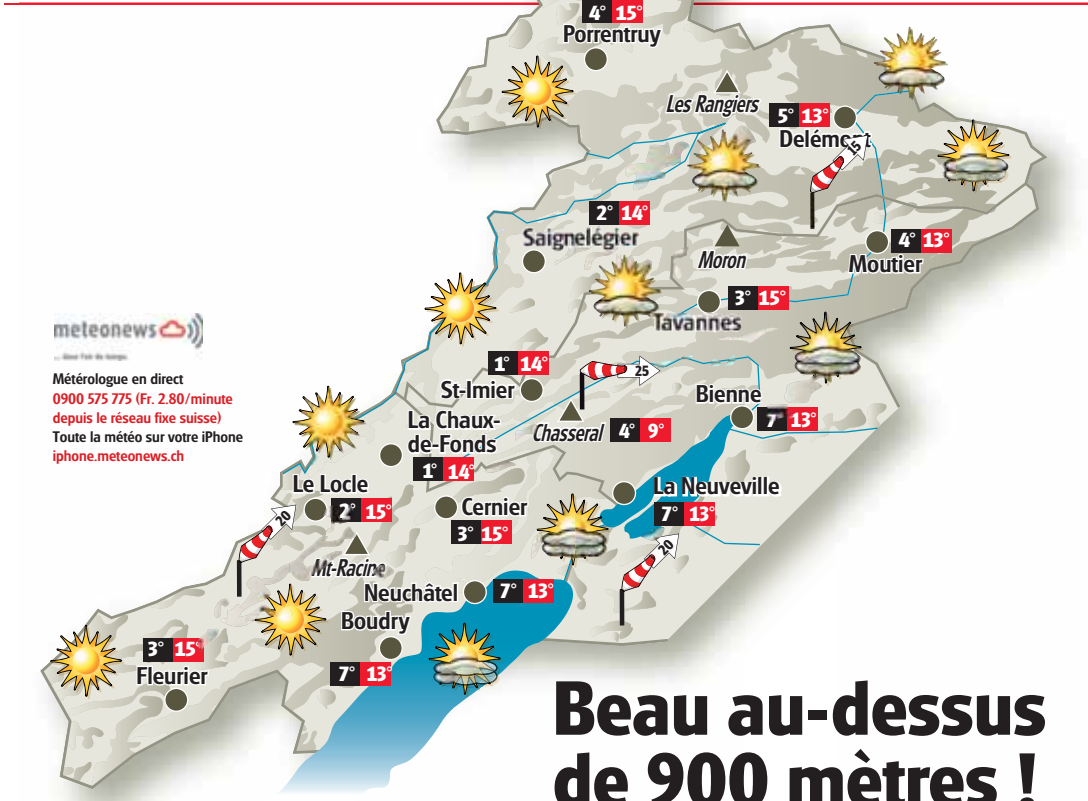 4° 15°
Porrentruy
Les Rangiers
5° 13°
Delémont
15
2° 14°
Saignelégier
Moron
4° 13°
Moutier
3° 15°
Tavannes
meteonews
Météorologue en direct
0900 575 775 (Fr. 2.80/minute
depuis le réseau fixe suisse)
Toute la météo sur votre iPhone
iphone.meteonews.ch
1° 14°
St-Imier
25
Chasseral 4° 9°
Bienne
7° 13°
La Chaux-
de-Fonds
1° 14°
Le Locle
2° 15°
20
Mt-Racine
Cernier
3° 15°
La Neuveville
7° 13°
20
Neuchâtel 7° 13°
Boudry
7° 13°
3° 15°
Fleurier
Beau au-dessus
de 900 mètres !